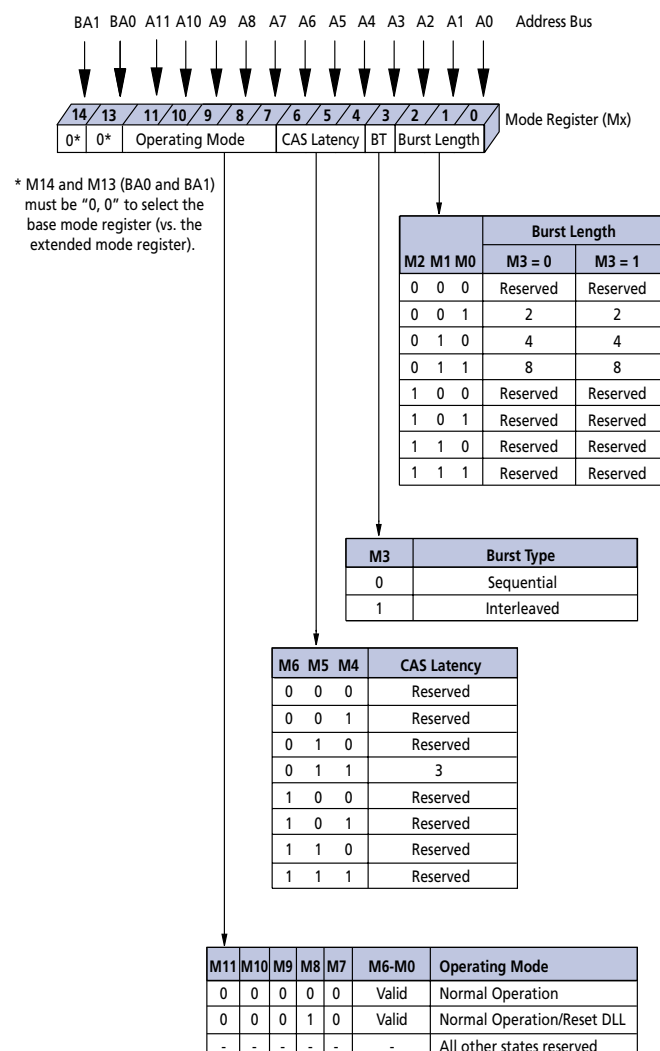 BA1 BA0 A11 A10 A9 A8 A7 A6 A5 A4 A3 A2 A1 A0 Address Bus
14 13 11 10 9 8 7 6 5 4 3 2 1 0 Mode Register (Mx)
0* 0* Operating Mode CAS Latency BT Burst Length
* M14 and M13 (BA0 and BA1)
must be “0, 0” to select the
base mode register (vs. the
extended mode register).
Burst Length
M2 M1 M0 M3 = 0 M3 = 1
0 0 0 Reserved Reserved
0 0 1 2 2
0 1 0 4 4
0 1 1 8 8
1 0 0 Reserved Reserved
1 0 1 Reserved Reserved
1 1 0 Reserved Reserved
1 1 1 Reserved Reserved
M3 Burst Type
0 Sequential
1 Interleaved
M6 M5 M4 CAS Latency
0 0 0 Reserved
0 0 1 Reserved
0 1 0 Reserved
0 1 1 3
1 0 0 Reserved
1 0 1 Reserved
1 1 0 Reserved
1 1 1 Reserved
M11 M10 M9 M8 M7 M6-M0 Operating Mode
0 0 0 0 0 Valid Normal Operation
0 0 0 1 0 Valid Normal Operation/Reset DLL
- - - - - - All other states reserved